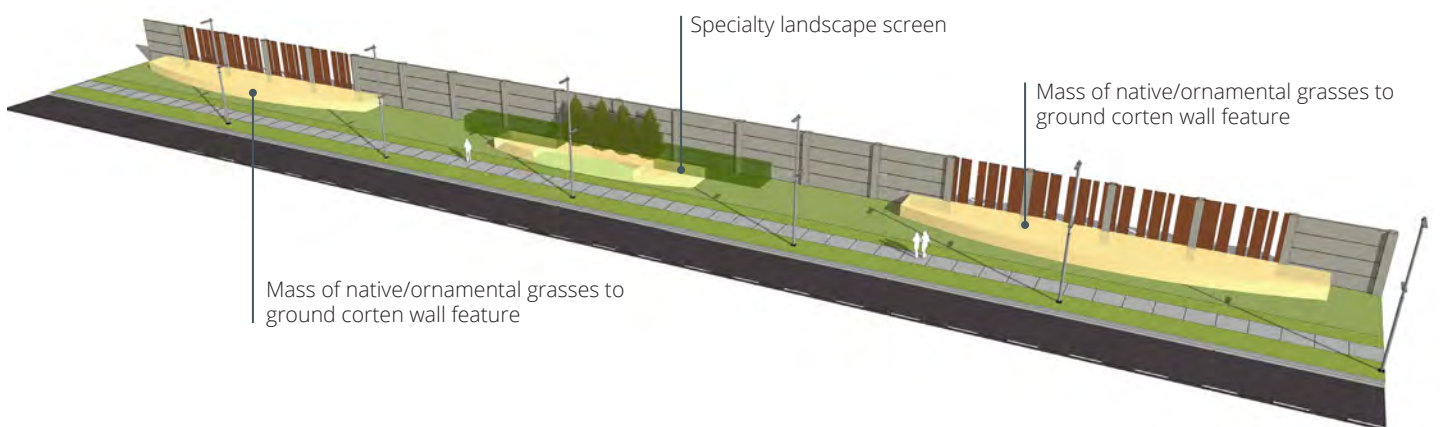 Specialty landscape screen
Mass of native/ornamental grasses to
ground corten wall feature
Mass of native/ornamental grasses to
ground corten wall feature